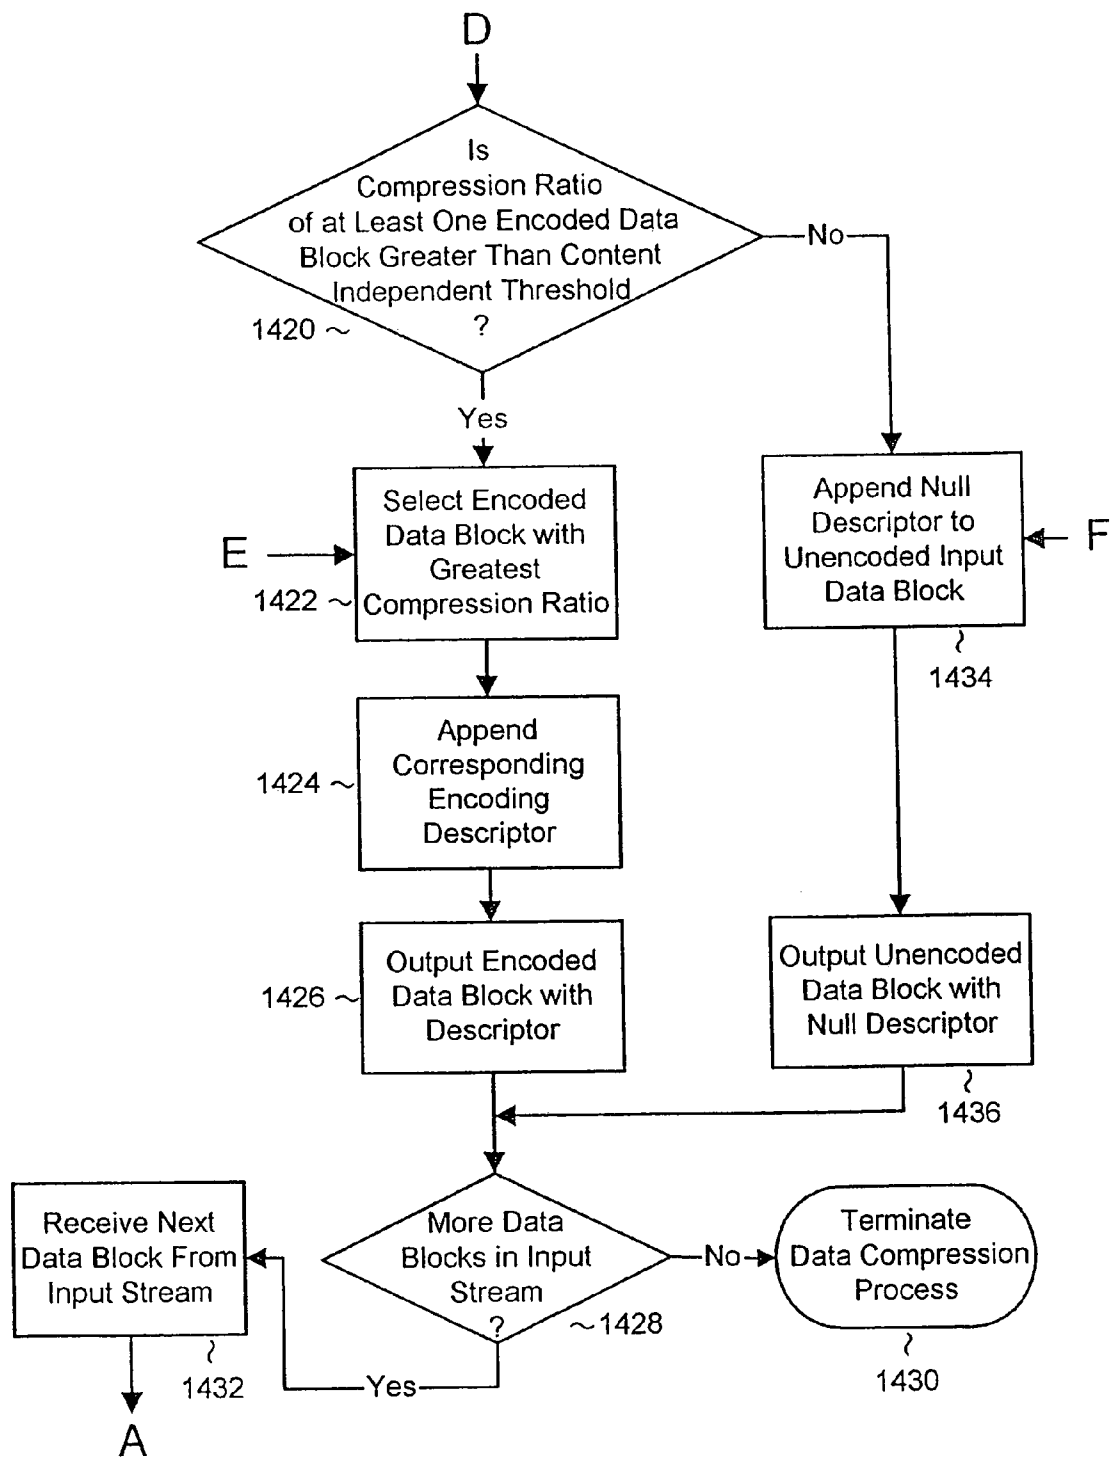 D
Is
Compression Ratio
of at Least One Encoded Data
Block Greater Than Content
Independent Threshold
?
1420
No
Yes
Select Encoded
Data Block with
Greatest
Compression Ratio
E
1422
Append Null
Descriptor to
Unencoded Input
Data Block
F
1434
Append
Corresponding
Encoding
Descriptor
1424
Output Encoded
Data Block with
Descriptor
1426
Output Unencoded
Data Block with
Null Descriptor
1436
Receive Next
Data Block From
Input Stream
1432
A
More Data
Blocks in Input
Stream
?
1428
No
Yes
Terminate
Data Compression
Process
1430